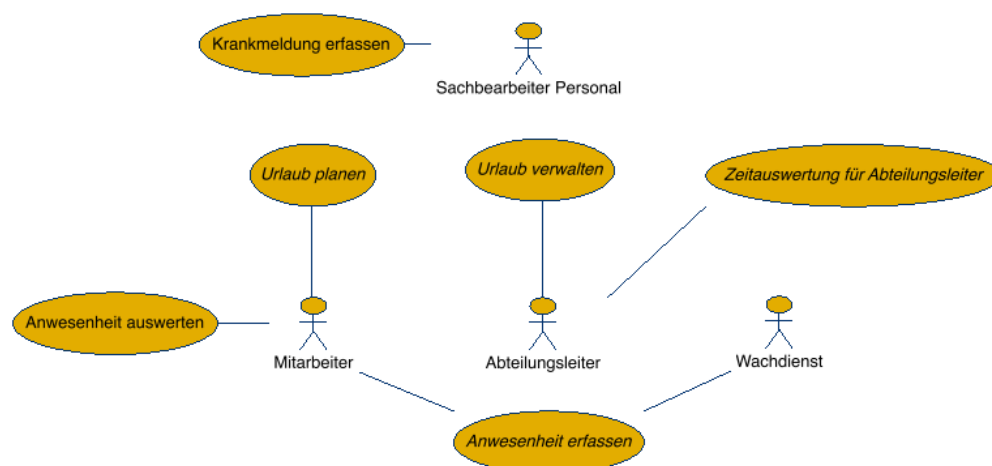 Krankmeldung erfassen
Sachbearbeiter Personal
Urlaub planen
Urlaub verwalten
Zeitauswertung für Abteilungsleiter
Anwesenheit auswerten
Mitarbeiter
Abteilungsleiter
Wachdienst
Anwesenheit erfassen